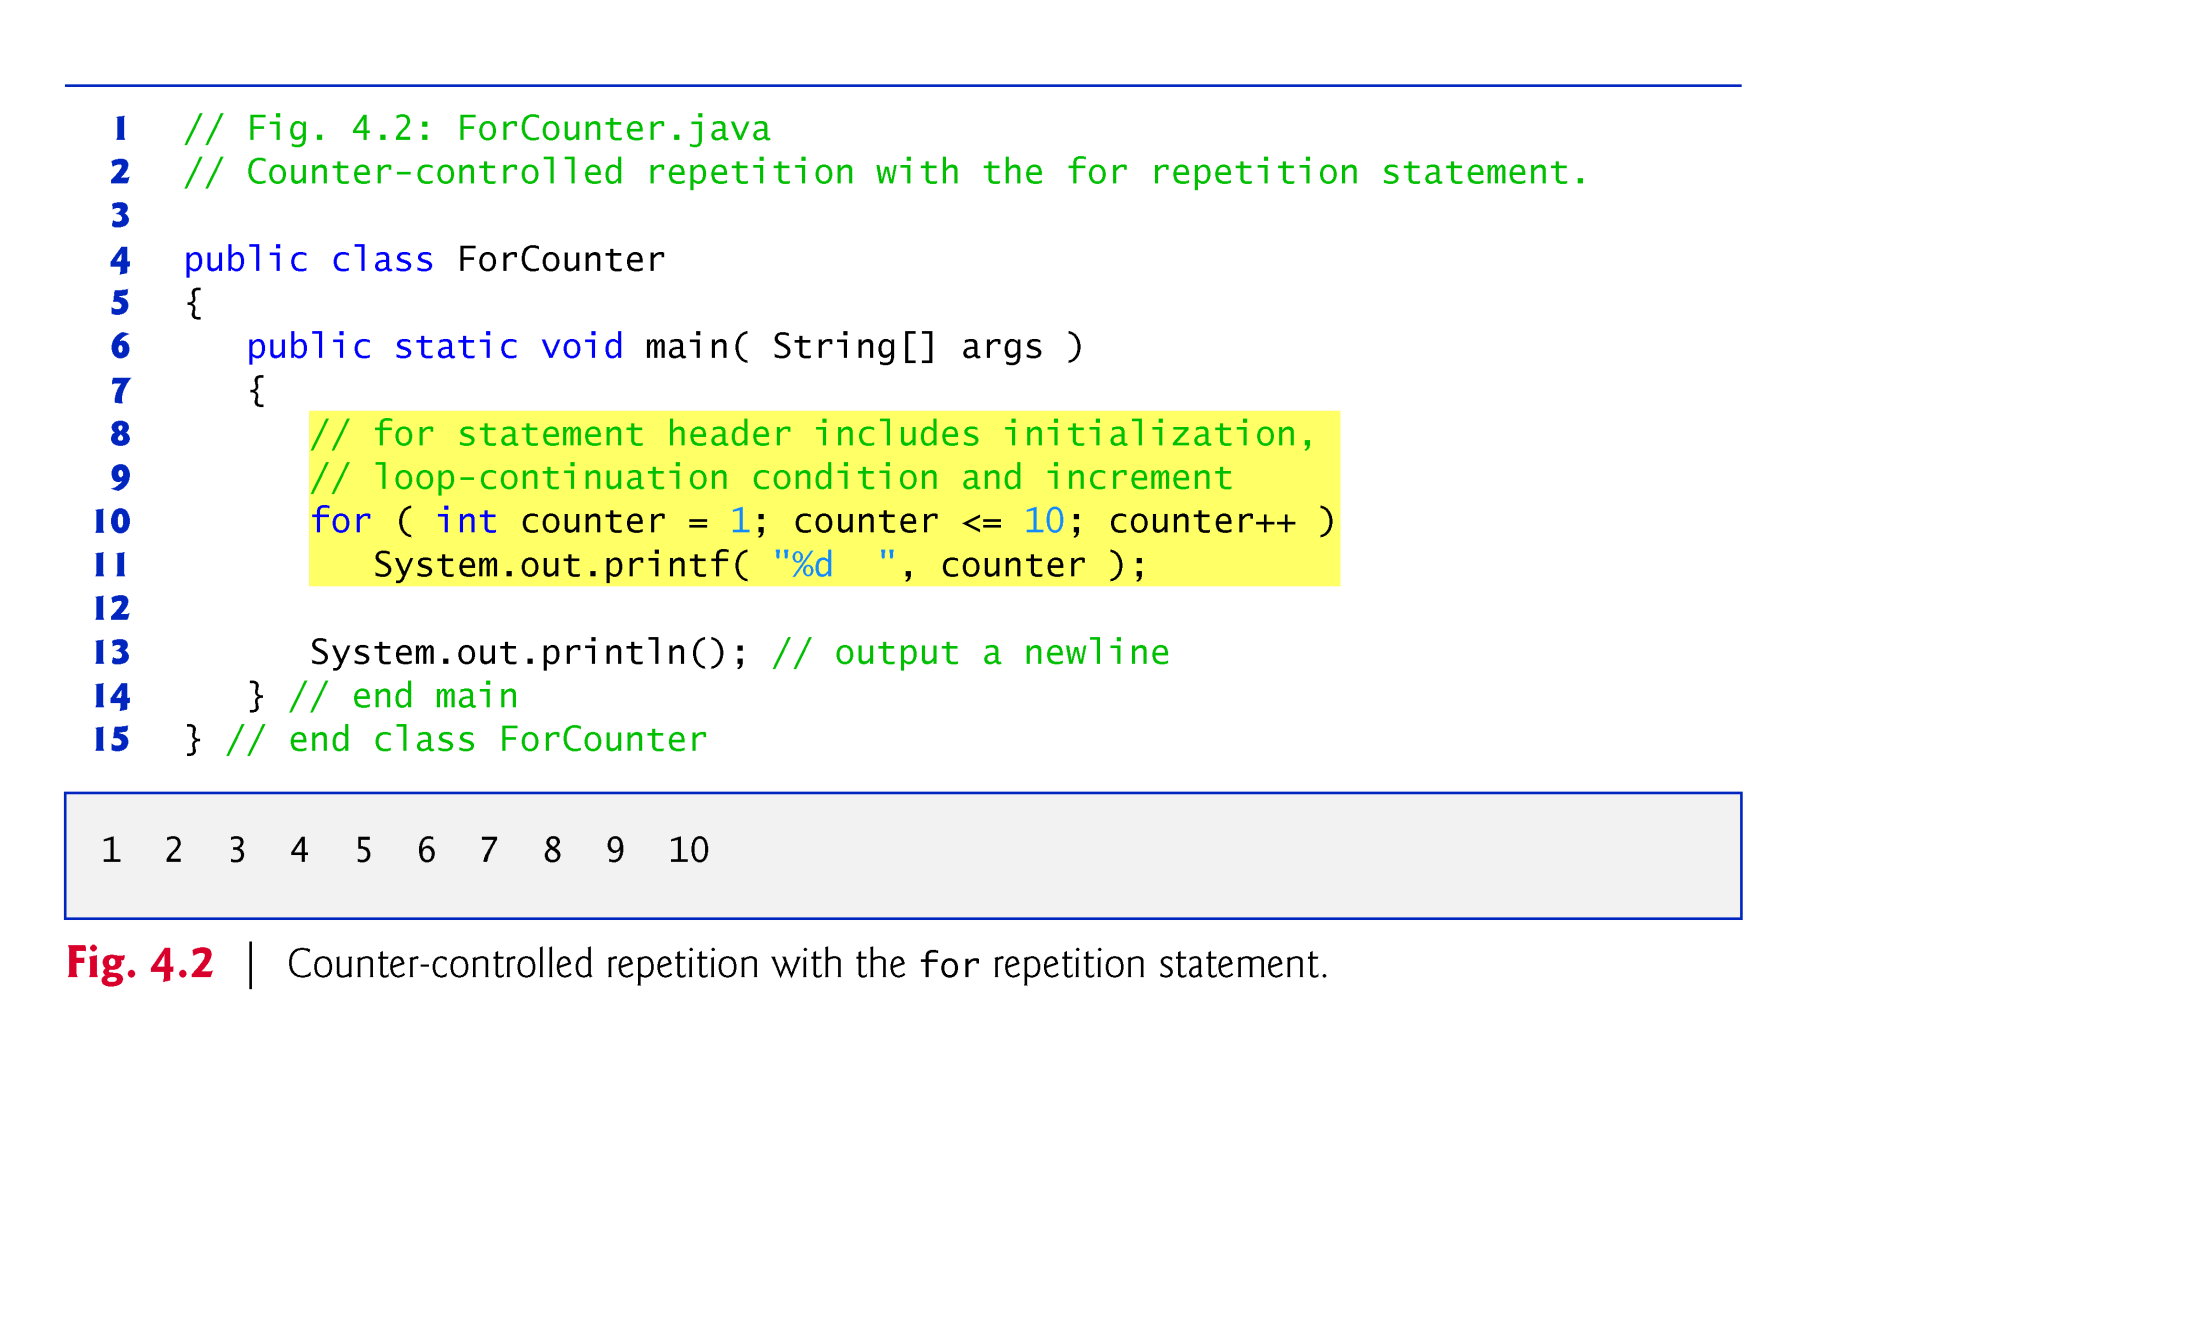 1 // Fig. 4.2: ForCounter.java
2 // Counter-controlled repetition with the for repetition statement.
3
4 public class ForCounter
5 {
6    public static void main( String[] args )
7    {
8       // for statement header includes initialization,
9       // loop-continuation condition and increment
10       for ( int counter = 1; counter <= 10; counter++ )
11          System.out.printf( "%d  ", counter );
12
13       System.out.println(); // output a newline
14    } // end main
15 } // end class ForCounter
1  2  3  4  5  6  7  8  9  10
Fig. 4.2 | Counter-controlled repetition with the for repetition statement.